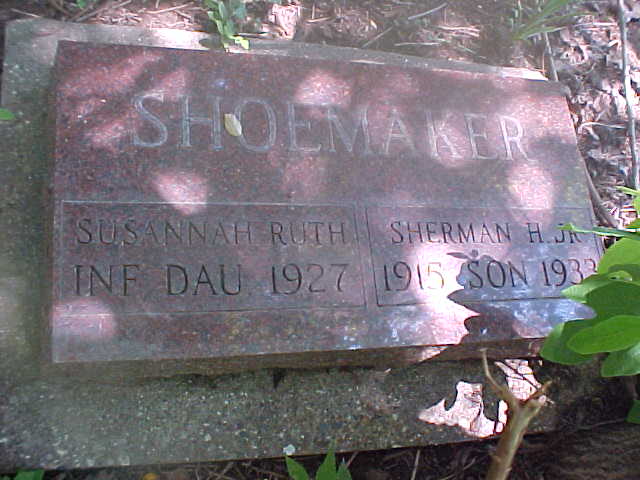 SHOEMAKER
SUSANNAH RUTH
INF DAU 1927
SHERMAN H. JR
1915 SON 1933